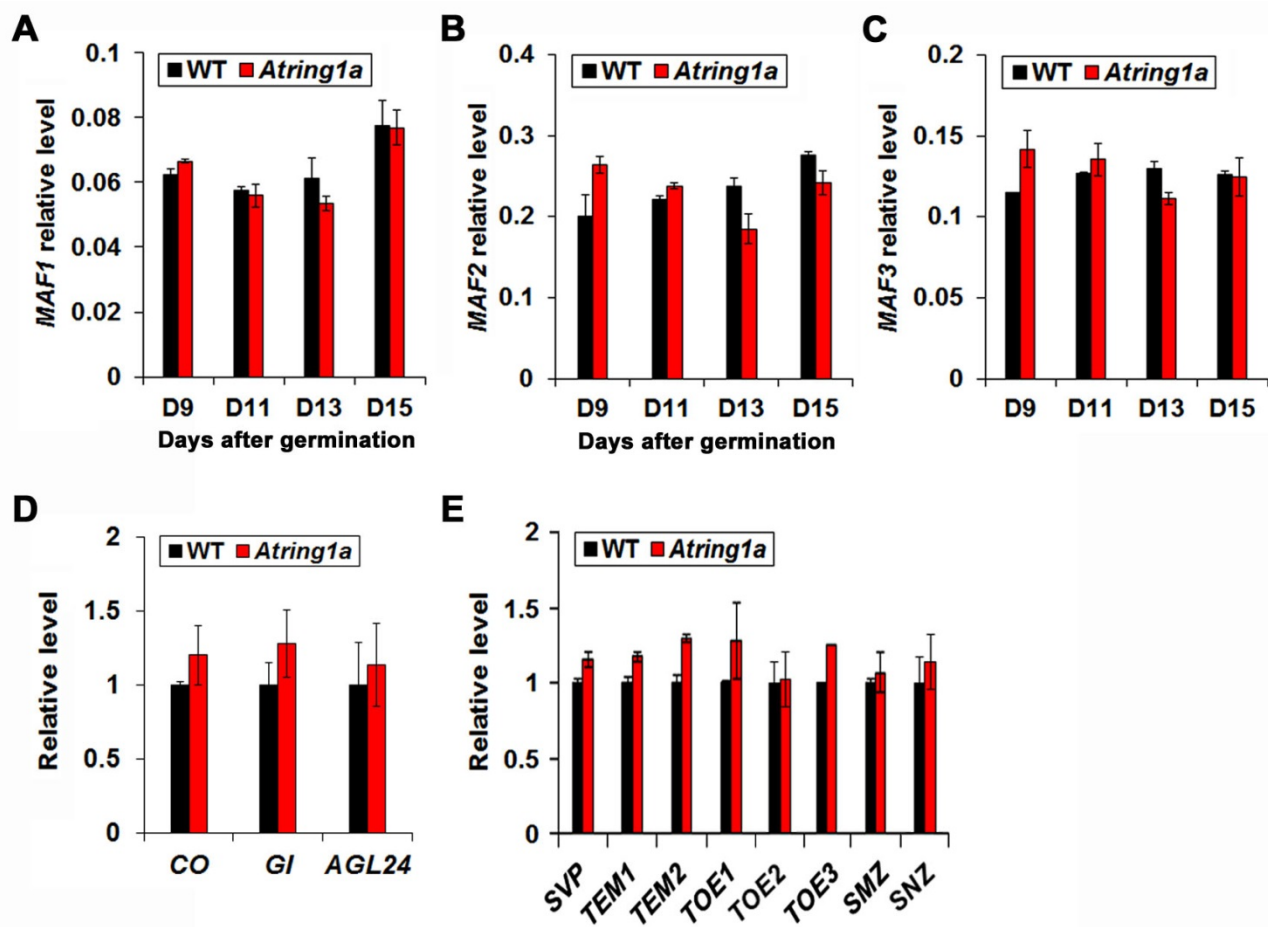 A
MAF1 relative level
0.1
0.08
0.06
0.04
0.02
0
WT Atring1a
D9 D11 D13 D15
Days after germination
B
MAF2 relative level
0.4
0.3
0.2
0.1
0
WT Atring1a
D9 D11 D13 D15
Days after germination
C
MAF3 relative level
0.2
0.15
0.1
0.05
0
WT Atring1a
D9 D11 D13 D15
D
Relative level
2
1.5
1
0.5
0
WT Atring1a
CO GI AGL24
E
Relative level
2
1.5
1
0.5
0
WT Atring1a
SVP TEM1 TEM2 TOE1 TOE2 TOE3 SMZ SNZ